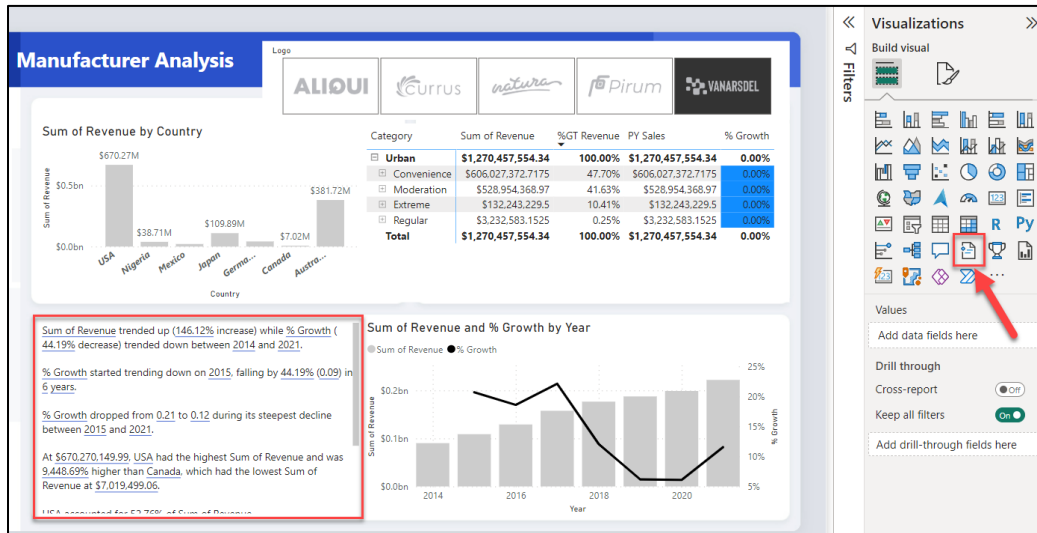 Manufacturer Analysis
Logo
ALIQUI
Currus
natura
Pirum
VANARSDEL
Sum of Revenue by Country
$670.27M
$38.71M
$109.89M
$7.02M
$381.72M
$0.5bn
$0.0bn
Sum of Revenue
USA
Nigeria
Mexico
Japan
Germa...
Canada
Austra...
Country
Category Sum of Revenue %GT Revenue PY Sales % Growth
Urban $1,270,457,554.34 100.00% $1,270,457,554.34 0.00%
Convenience $606,027,372.7175 47.70% $606,027,372.7175 0.00%
Moderation $528,954,368.97 41.63% $528,954,368.97 0.00%
Extreme $132,243,229.5 10.41% $132,243,229.5 0.00%
Regular $3,232,583.1525 0.25% $3,232,583.1525 0.00%
Total $1,270,457,554.34 100.00% $1,270,457,554.34 0.00%
Sum of Revenue trended up (146.12% increase) while % Growth (
44.19% decrease) trended down between 2014 and 2021.
% Growth started trending down on 2015, falling by 44.19% (0.09) in
6 years.
% Growth dropped from 0.21 to 0.12 during its steepest decline
between 2015 and 2021.
At $670,270,149.99, USA had the highest Sum of Revenue and was
9,448.69% higher than Canada, which had the lowest Sum of
Revenue at $7,019,499.06.
USA accounted for 52.76% of Sum of Revenue.
Sum of Revenue and % Growth by Year
Sum of Revenue % Growth
$0.2bn
$0.1bn
$0.0bn
Sum of Revenue
25%
20%
15%
10%
5%
% Growth
2014
2016
2018
2020
Year
Filters
Visualizations
Build visual
123
R
Py
123
Values
Add data fields here
Drill through
Cross-report
Off
Keep all filters
On
Add drill-through fields here